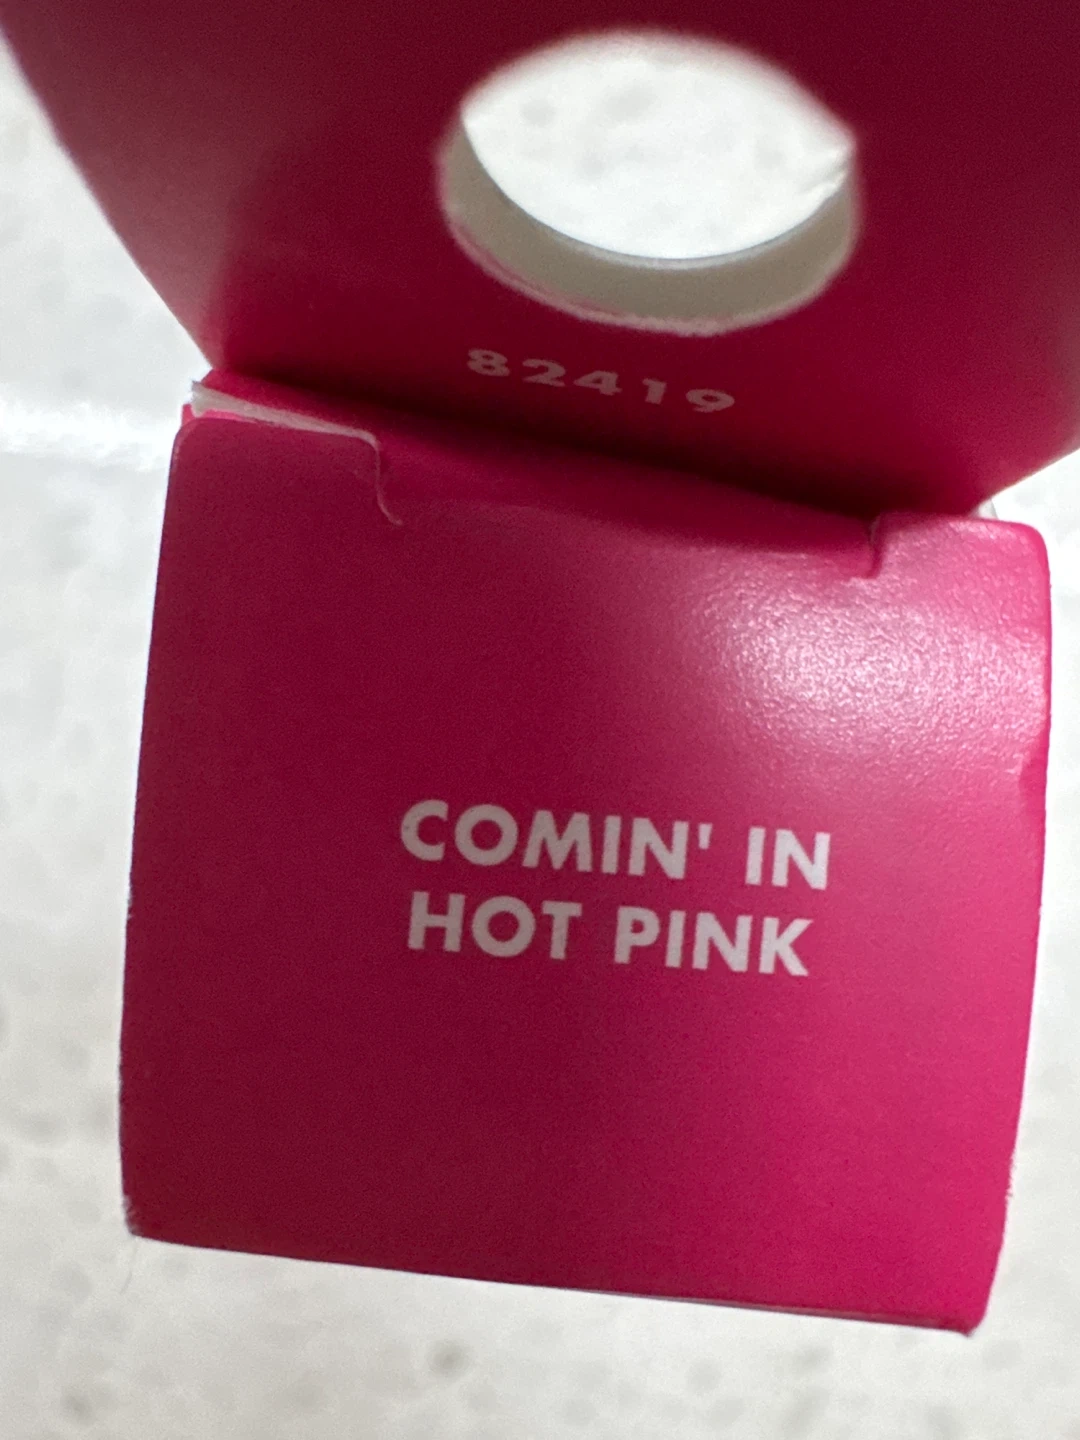 82419
COMIN' IN
HOT PINK